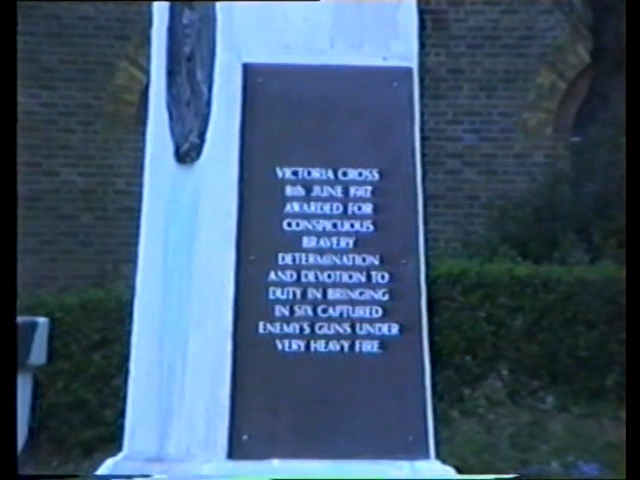 VICTORIA CROSS
8th JUNE 1917
AWARDED FOR
CONSPICUOUS
BRAVERY
DETERMINATION
AND DEVOTION TO
DUTY IN BRINGING
IN SIX CAPTURED
ENEMY'S GUNS UNDER
VERY HEAVY FIRE